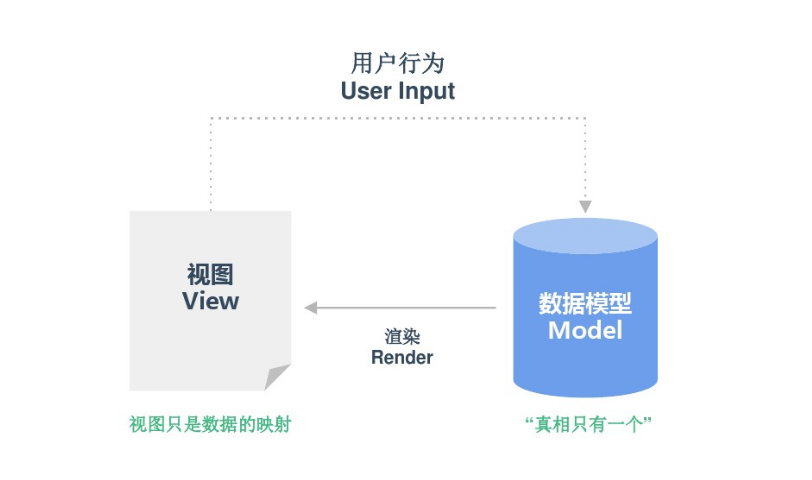 用户行为
User Input
视图
View
数据模型
Model
渲染
Render
视图只是数据的映射
“真相只有一个”